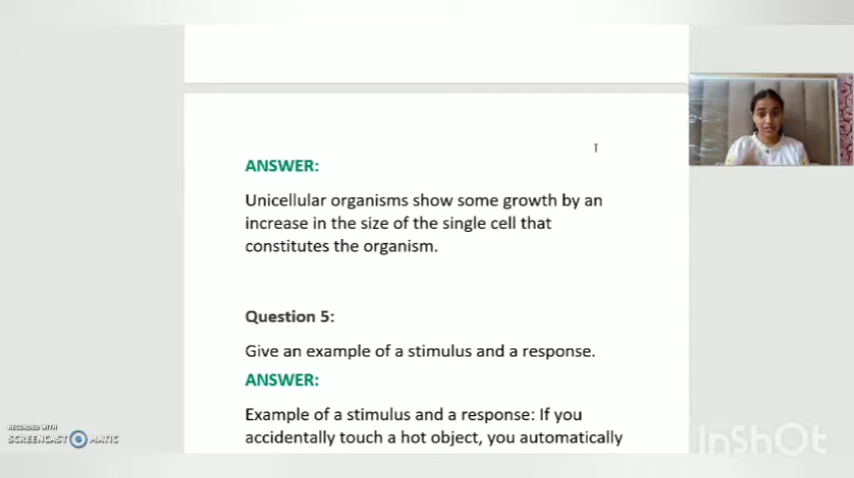 ANSWER:
Unicellular organisms show some growth by an
increase in the size of the single cell that
constitutes the organism.
Question 5:
Give an example of a stimulus and a response.
ANSWER:
Example of a stimulus and a response: If you
accidentally touch a hot object, you automatically
RECORDED WITH
SCREENCAST MATIC
InShOt